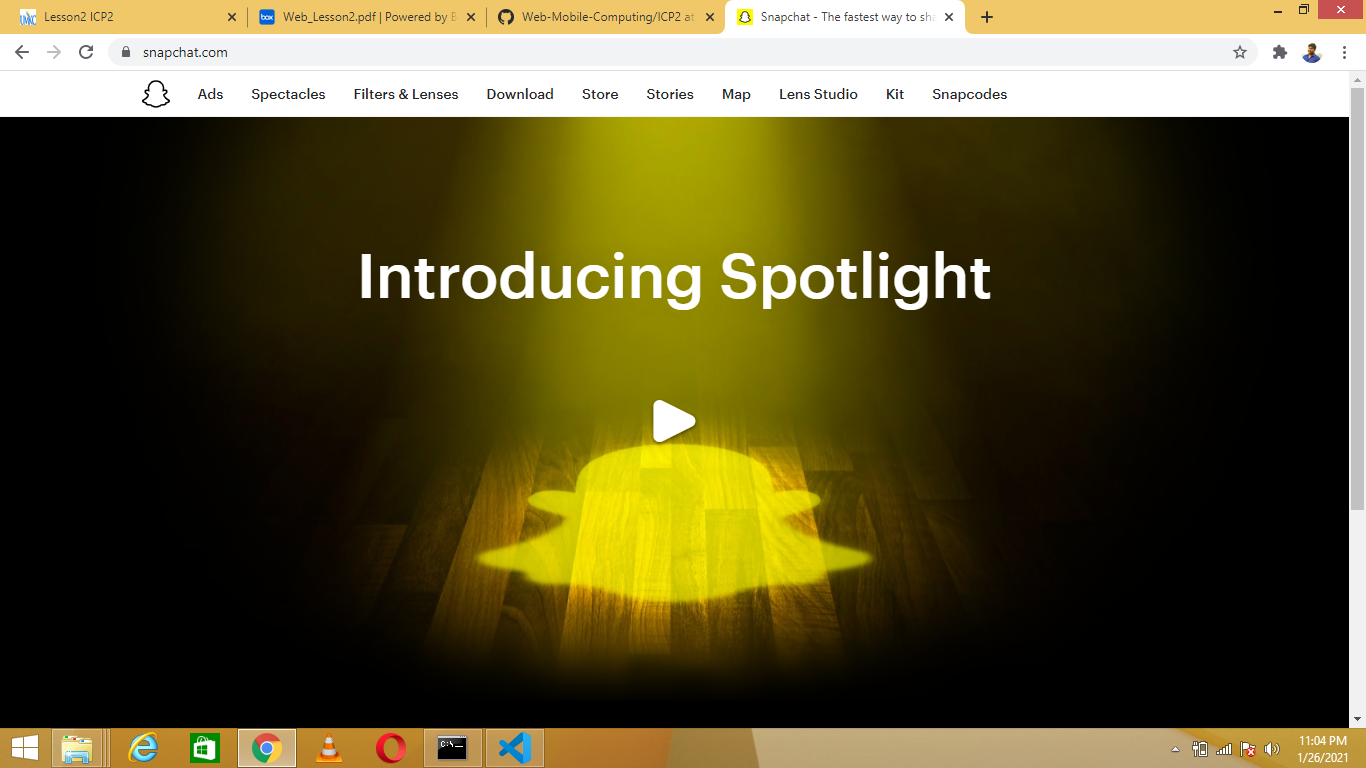 Lesson2 ICP2
Web_Lesson2.pdf | Powered by B
Web-Mobile-Computing/ICP2 at
Snapchat - The fastest way to sha
snapchat.com
Ads Spectacles Filters & Lenses Download Store Stories Map Lens Studio Kit Snapcodes
Introducing Spotlight
box
C:\
11:04 PM
1/26/2021